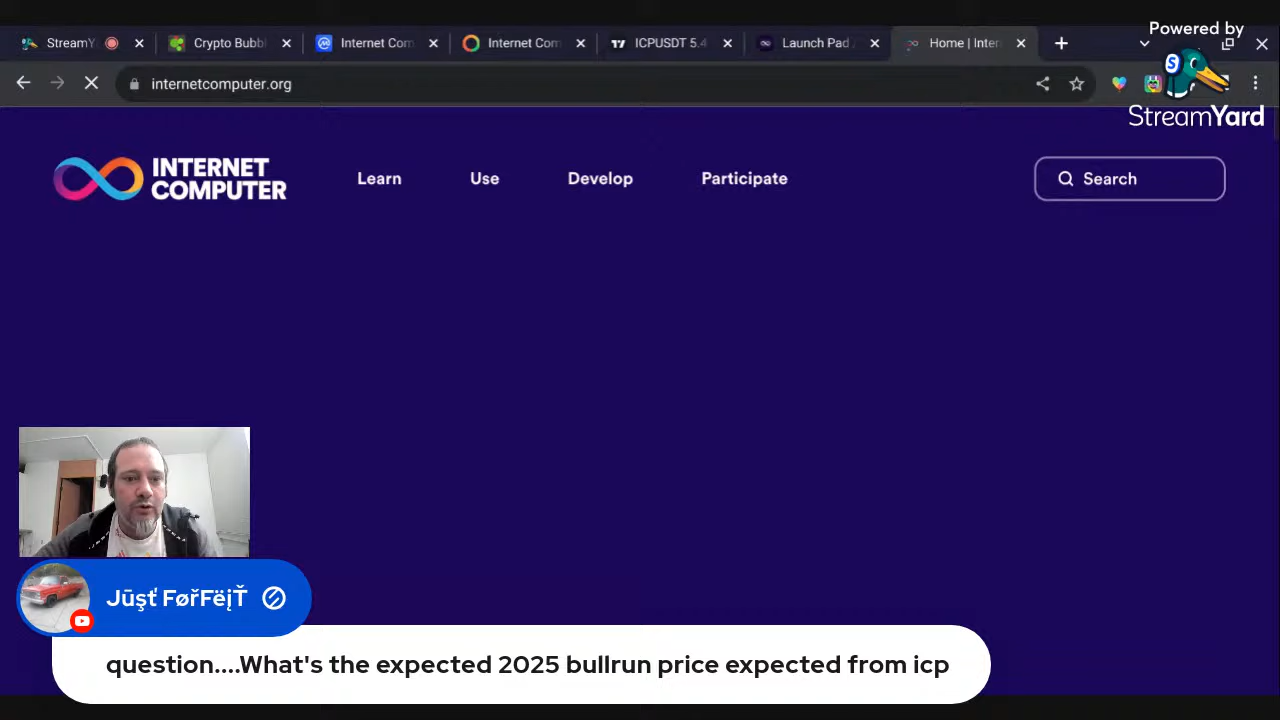 Powered by
StreamY
Crypto Bubbl
Internet Com
Internet Com
ICPUSDT 5.4
Launch Pad
Home | Inter
internetcomputer.org
StreamYard
INTERNET
COMPUTER
Learn
Use
Develop
Participate
Search
Jūşť FøřFëįŤ
question....What's the expected 2025 bullrun price expected from icp